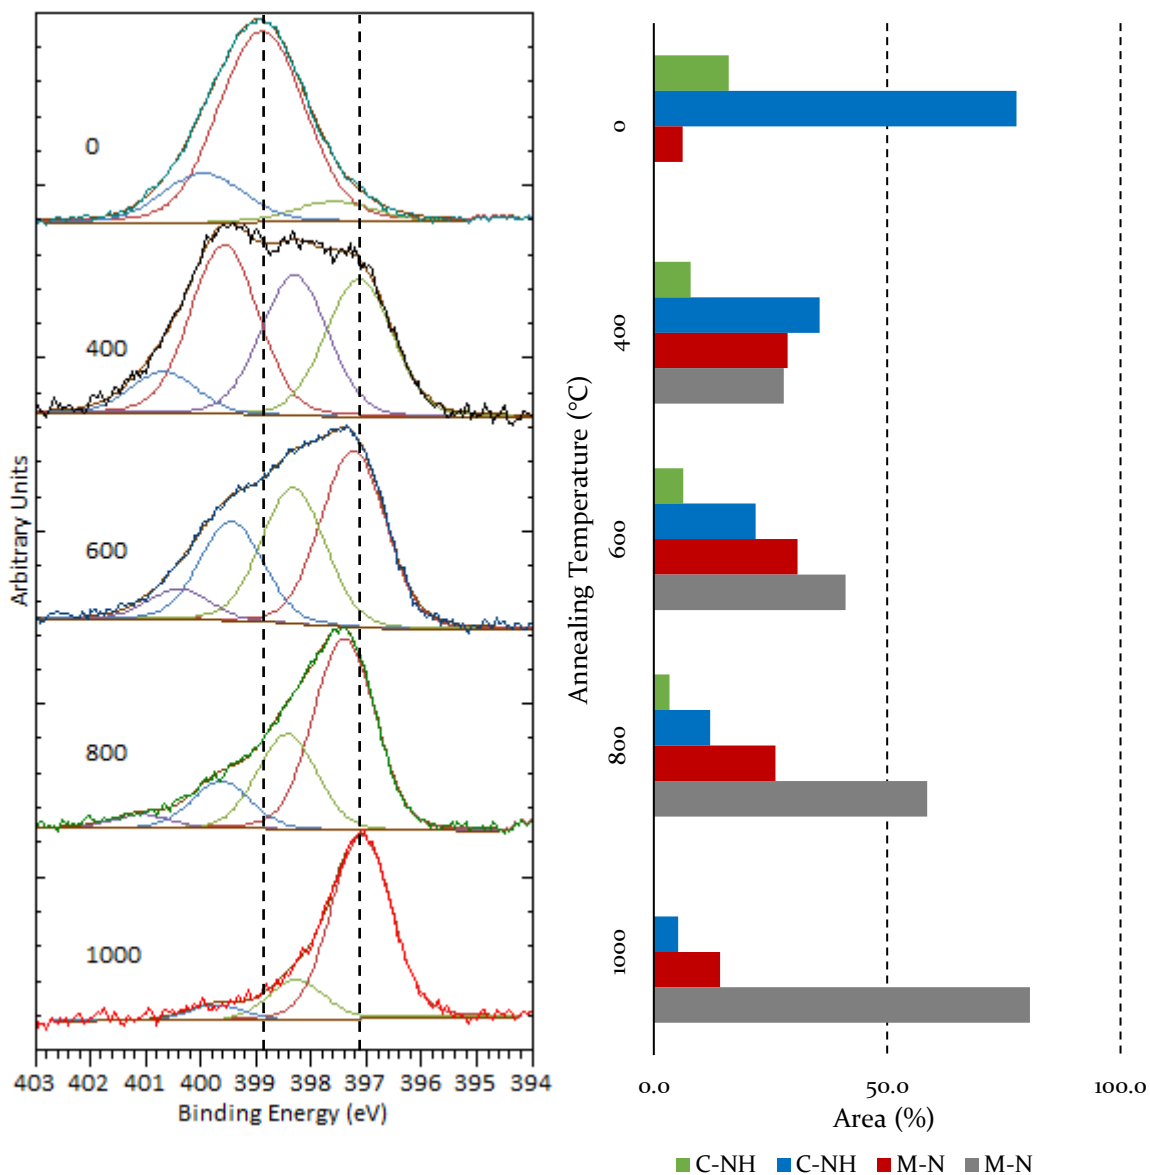 0
400
600
800
1000
Arbitrary Units
403 402 401 400 399 398 397 396 395 394
Binding Energy (eV)
Annealing Temperature (°C)
0
400
600
800
1000
0.0 50.0 100.0
Area (%)
C-NH C-NH M-N M-N